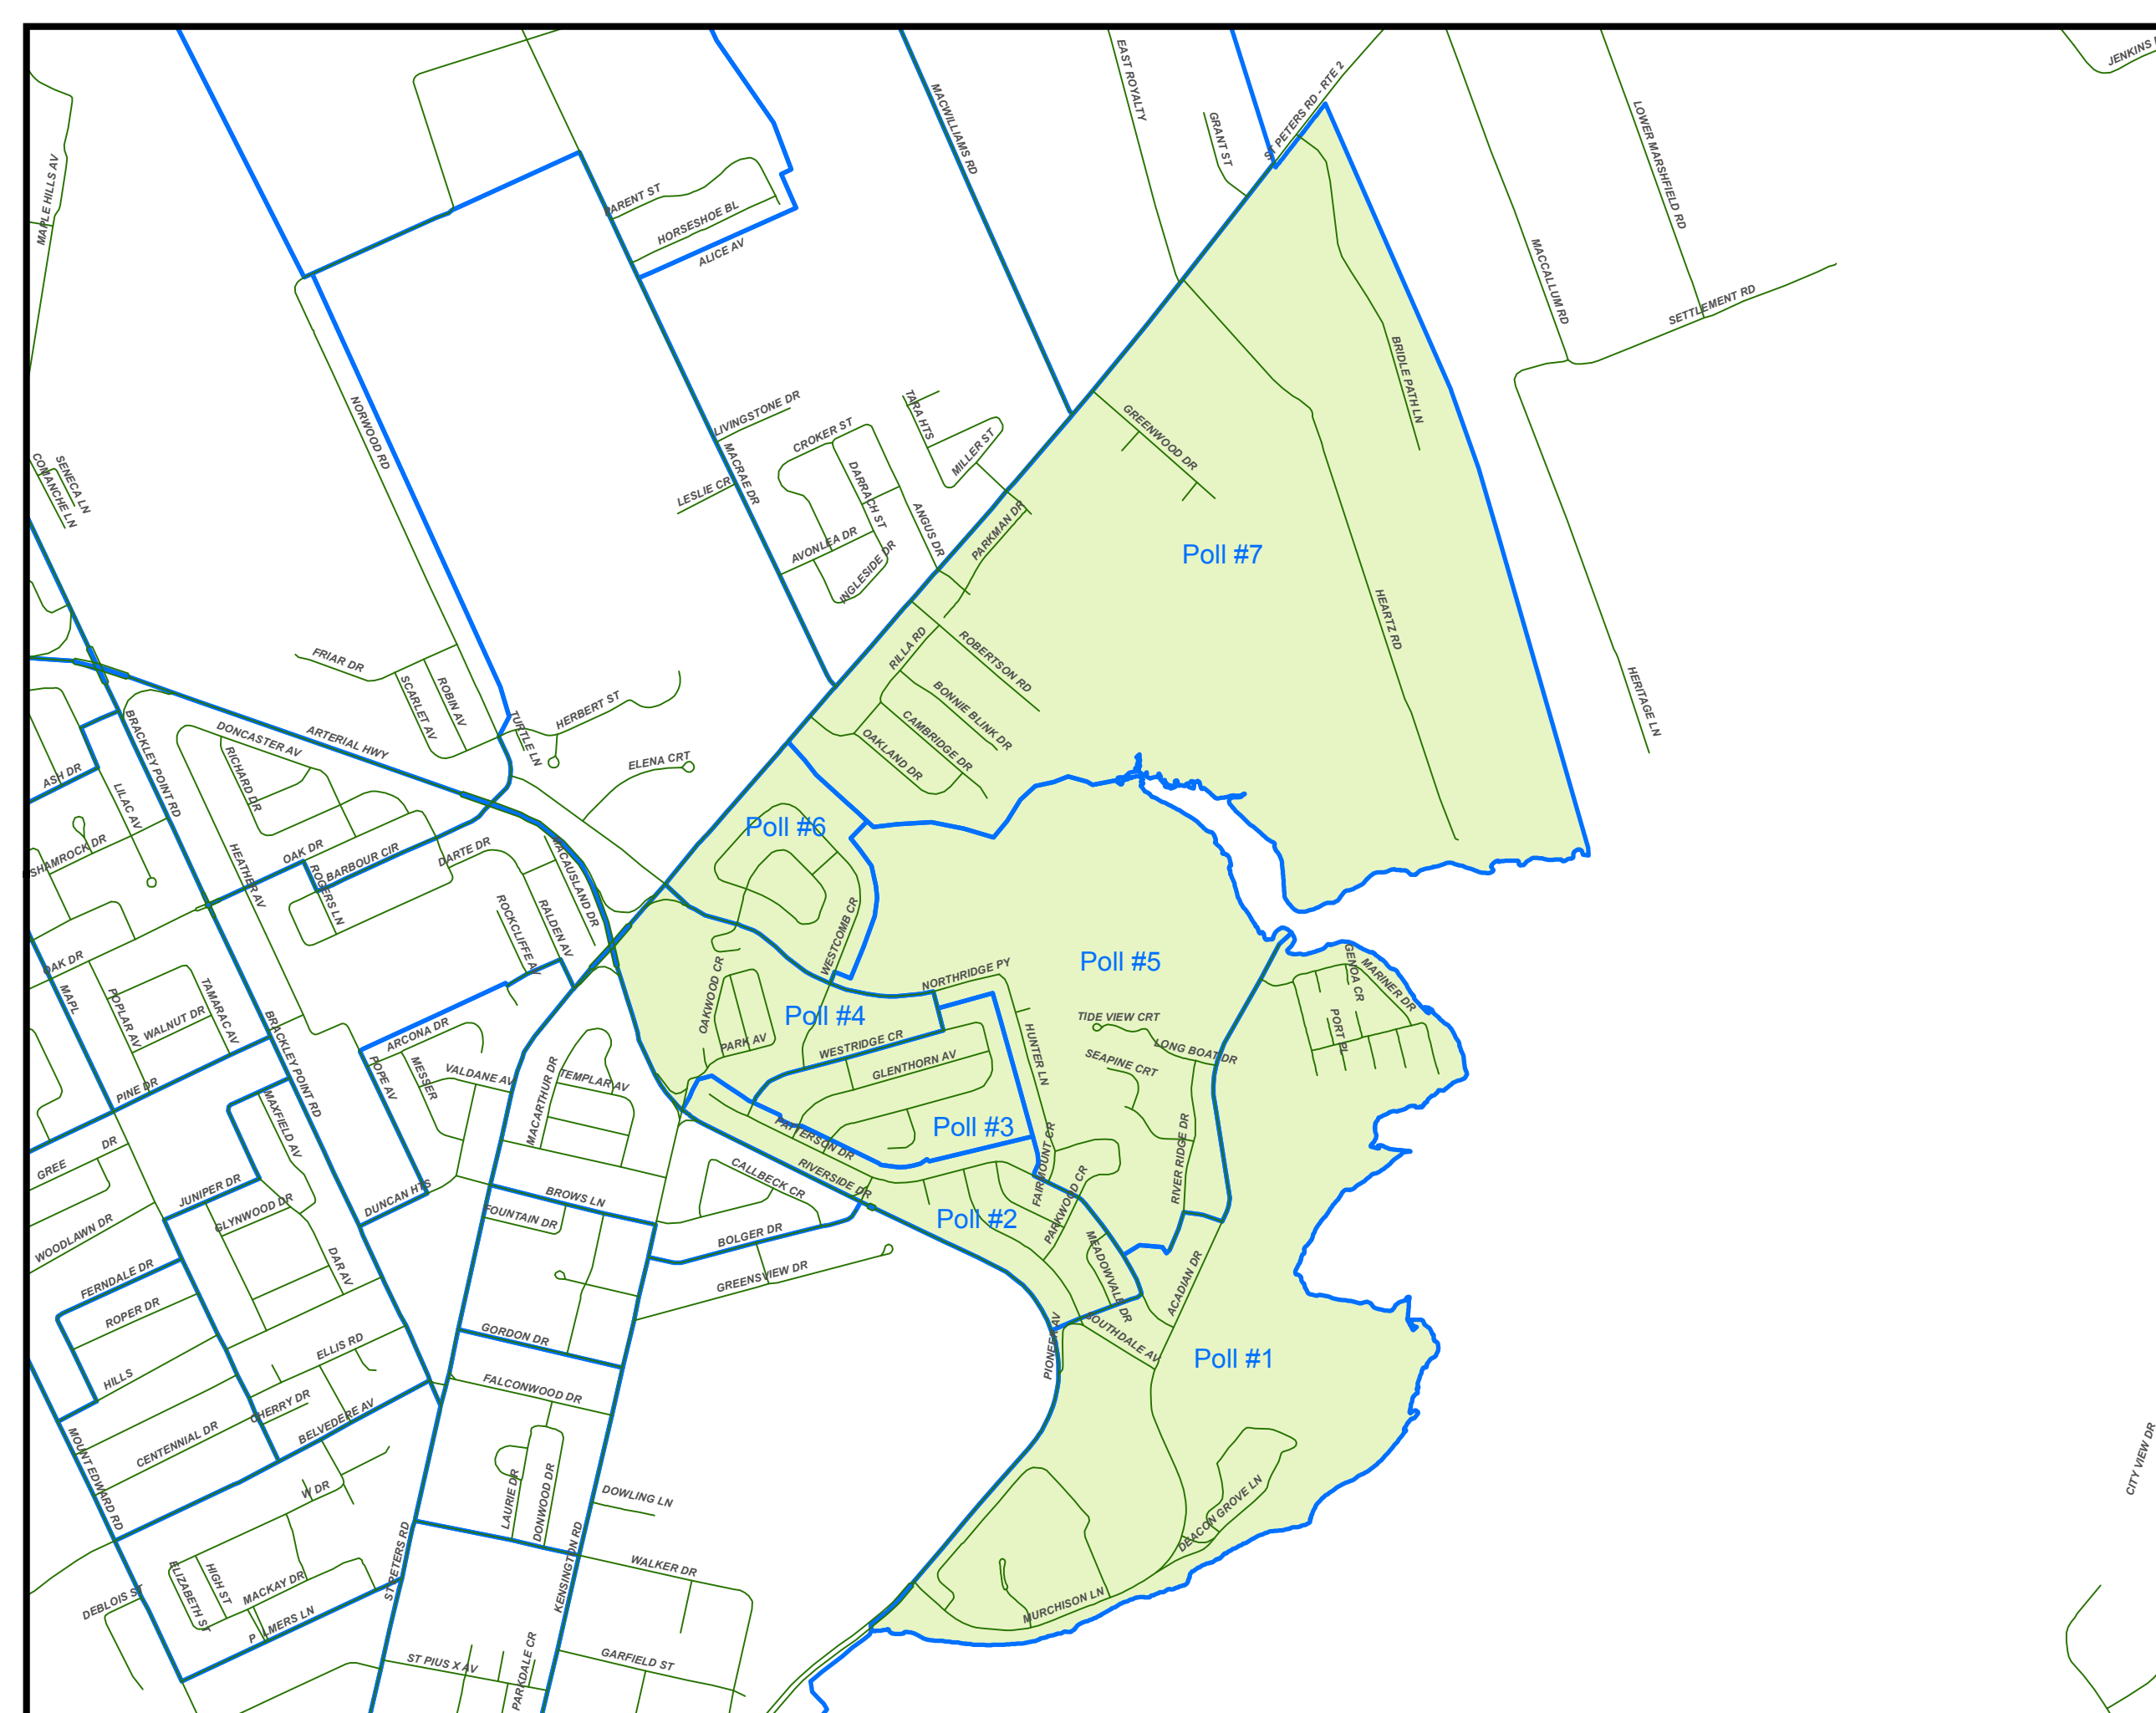 JENKINS
EAST ROYALTY
ST PETERS RD - RTE 2
MACWILLIAMS RD
GRANT ST
LOWER MARSHFIELD RD
MAPLE HILLS AV
PARENT ST
HORSESHOE BL
ALICE AV
MACCALLUM RD
SETTLEMENT RD
BRIDLE PATH LN
NORWOOD RD
LIVINGSTONE DR
MACRAE DR
LESLIE CR
CROKER ST
DARRACH ST
TARA HTS
MILLER ST
GREENWOOD DR
SENECA LN
COMANCHE LN
ANGUS DR
AVONLEA DR
INGLESIDE DR
PARKMAN DR
Poll #7
HEARTZ RD
RILLA RD
ROBERTSON RD
BONNIE BLINK DR
CAMBRIDGE DR
OAKLAND DR
HERITAGE LN
FRIAR DR
SCARLET AV
ROBIN AV
TURTLE LN
HERBERT ST
ELENA CRT
BRACKLEY POINT RD
DONCASTER AV
ARTERIAL HWY
RICHARD DR
ASH DR
LILAC AV
SHAMROCK DR
HEATHER AV
OAK DR
BARBOUR CIR
ROGERS LN
DARTE DR
MACAUSLAND DR
RALDEN AV
ROCKCLIFFE AV
Poll #6
WESTCOMB CR
OAKWOOD CR
NORTHRIDGE PY
Poll #5
GENOA CR
MARINER DR
PORT PL
OAK DR
MAPL
POPLAR AV
WALNUT DR
TAMARAC AV
BRACKLEY POINT RD
PINE DR
ARCONA DR
POPE AV
MESSER
VALDANE AV
MACARTHUR DR
TEMPLAR AV
Poll #4
PARK AV
WESTRIDGE CR
GLENTHORN AV
HUNTER LN
TIDE VIEW CRT
LONG BOAT DR
SEAPINE CRT
Poll #3
PATTERSON DR
RIVERSIDE DR
FAIRMOUNT CR
PARKWOOD CR
RIVER RIDGE DR
MAXFIELD AV
DR
GREE
JUNIPER DR
GLYNWOOD DR
DUNCAN HTS
CALLBECK CR
BROWS LN
FOUNTAIN DR
BOLGER DR
GREENSVIEW DR
Poll #2
MEADOWVALE DR
ACADIAN DR
WOODLAWN DR
FERNDALE DR
ROPER DR
DAR AV
ELLIS RD
HILLS
GORDON DR
PIONEER AV
SOUTHDALE AV
Poll #1
FALCONWOOD DR
CHERRY DR
BELVEDERE AV
CENTENNIAL DR
MOUNT EDWARD RD
W DR
LAURIE DR
DONWOOD DR
DOWLING LN
KENSINGTON RD
ST PETERS RD
DEACON GROVE LN
CITY VIEW DR
WALKER DR
ELIZABETH ST
HIGH ST
MACKAY DR
DEBLOIS ST
P LMERS LN
MURCHISON LN
ST PIUS X AV
PARKDALE CR
GARFIELD ST